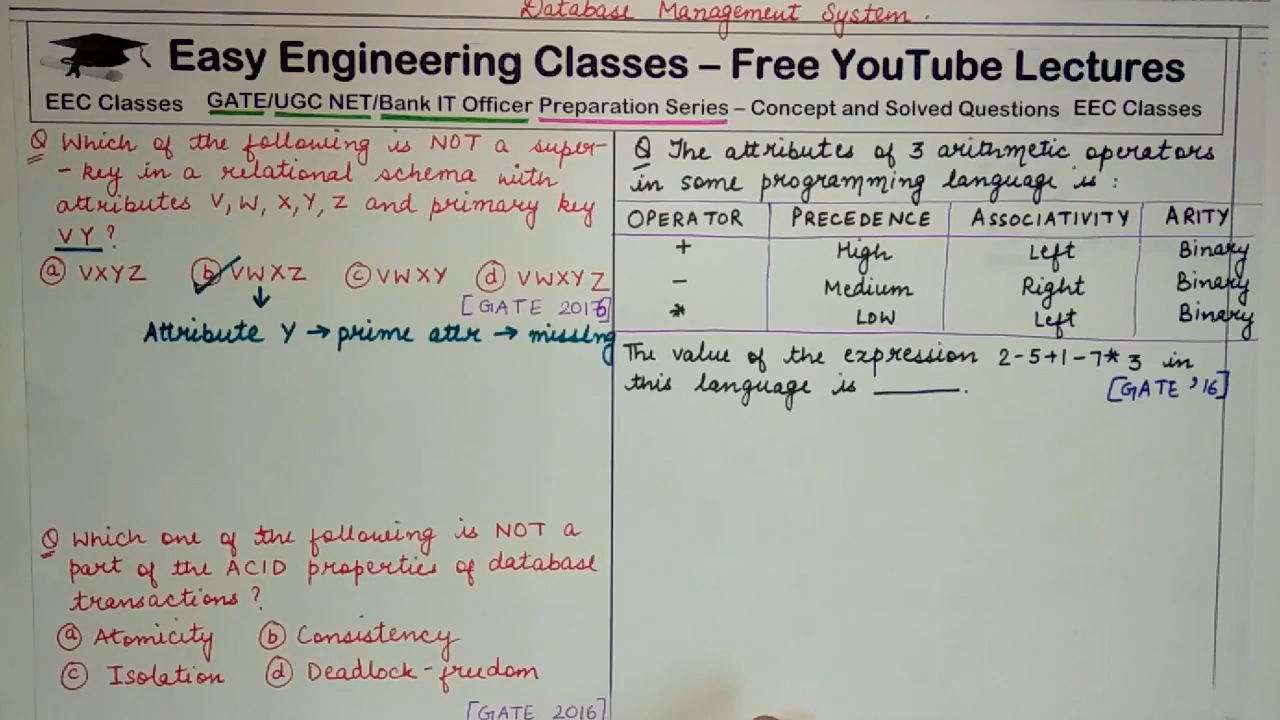 Database Management System.
Easy Engineering Classes – Free YouTube Lectures
EEC Classes GATE/UGC NET/Bank IT Officer Preparation Series – Concept and Solved Questions EEC Classes
Q Which of the following is NOT a super-
-key in a relational schema with
attributes V, W, X, Y, Z and primary key
VY ?
(a) VXYZ (b) VWXZ (c) VWXY (d) VWXYZ
[GATE 2016]
Attribute Y → prime attr → missing
Q Which one of the following is NOT a
part of the ACID properties of database
transactions ?
(a) Atomicity (b) Consistency
(c) Isolation (d) Deadlock-freedom
[GATE 2016]
Q The attributes of 3 arithmetic operators
in some programming language is :
OPERATOR PRECEDENCE ASSOCIATIVITY ARITY
+ High Left Binary
- Medium Right Binary
* LOW Left Binary
The value of the expression 2-5+1-7*3 in
this language is ______.
[GATE '16]